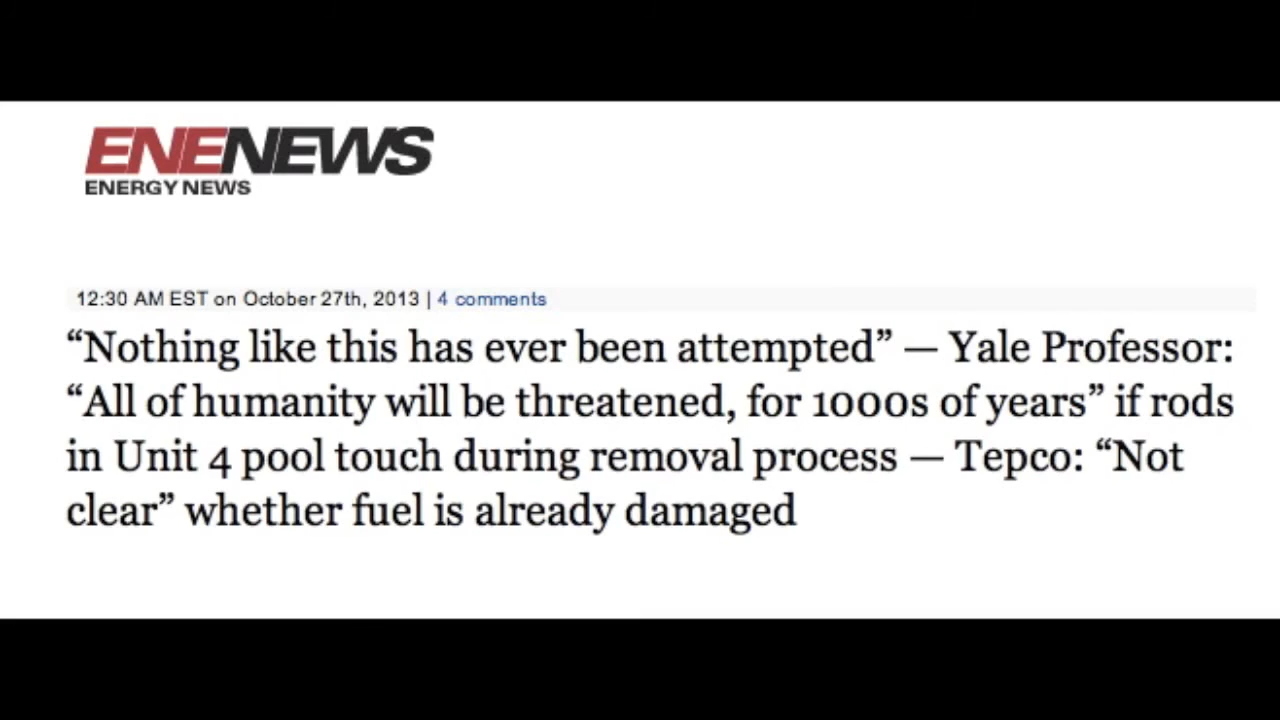 ENENEWS
ENERGY NEWS
12:30 AM EST on October 27th, 2013 | 4 comments
“Nothing like this has ever been attempted” — Yale Professor:
“All of humanity will be threatened, for 1000s of years” if rods
in Unit 4 pool touch during removal process — Tepco: “Not
clear” whether fuel is already damaged